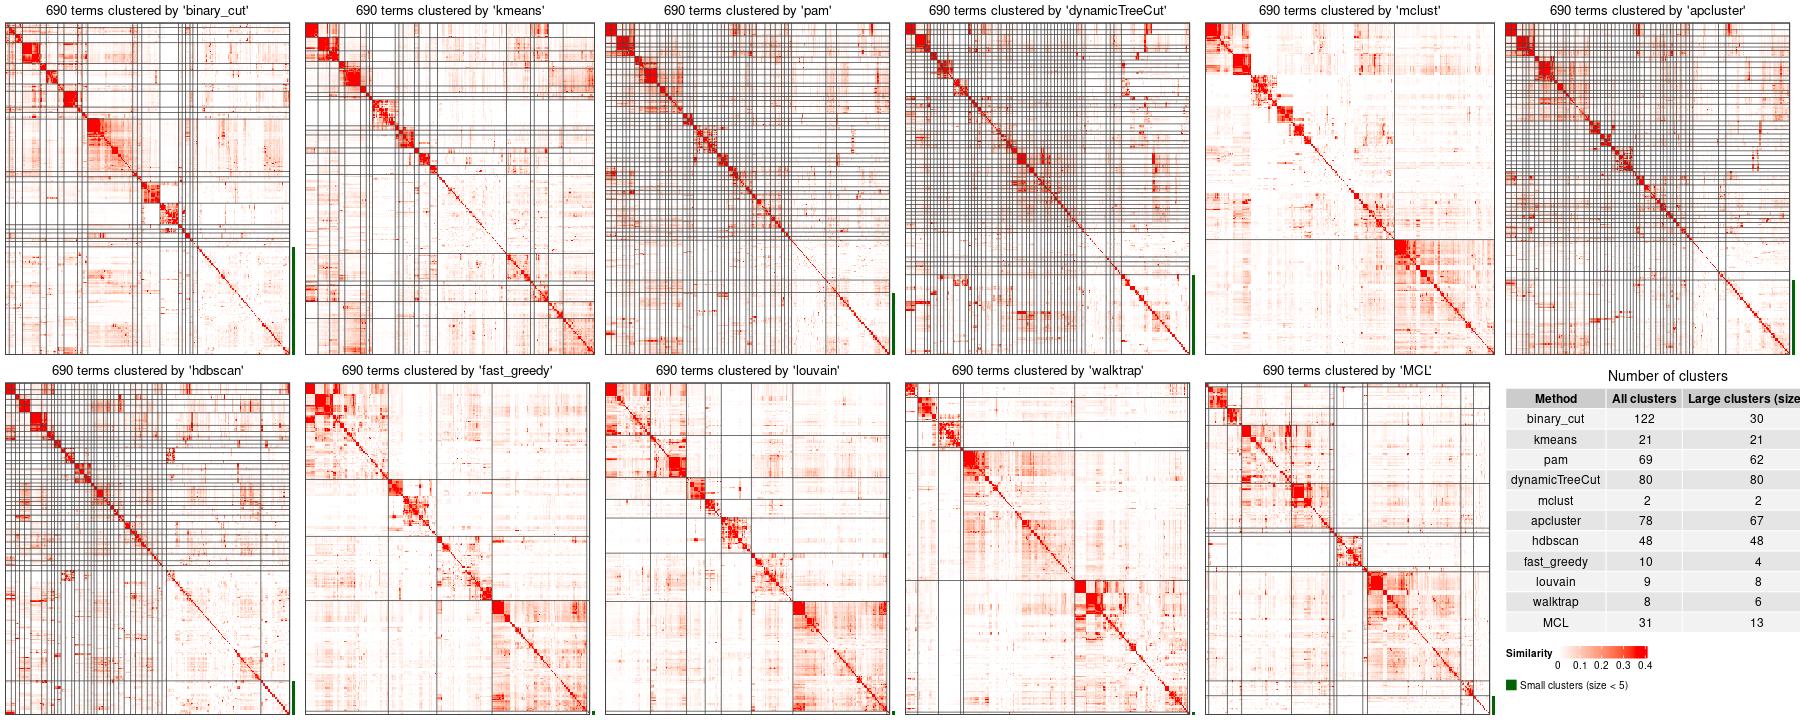 690 terms clustered by 'binary_cut'
690 terms clustered by 'kmeans'
690 terms clustered by 'pam'
690 terms clustered by 'dynamicTreeCut'
690 terms clustered by 'mclust'
690 terms clustered by 'apcluster'
690 terms clustered by 'hdbscan'
690 terms clustered by 'fast_greedy'
690 terms clustered by 'louvain'
690 terms clustered by 'walktrap'
690 terms clustered by 'MCL'
Number of clusters
Method All clusters Large clusters (size
binary_cut 122 30
kmeans 21 21
pam 69 62
dynamicTreeCut 80 80
mclust 2 2
apcluster 78 67
hdbscan 48 48
fast_greedy 10 4
louvain 9 8
walktrap 8 6
MCL 31 13
Similarity
0 0.1 0.2 0.3 0.4
Small clusters (size < 5)